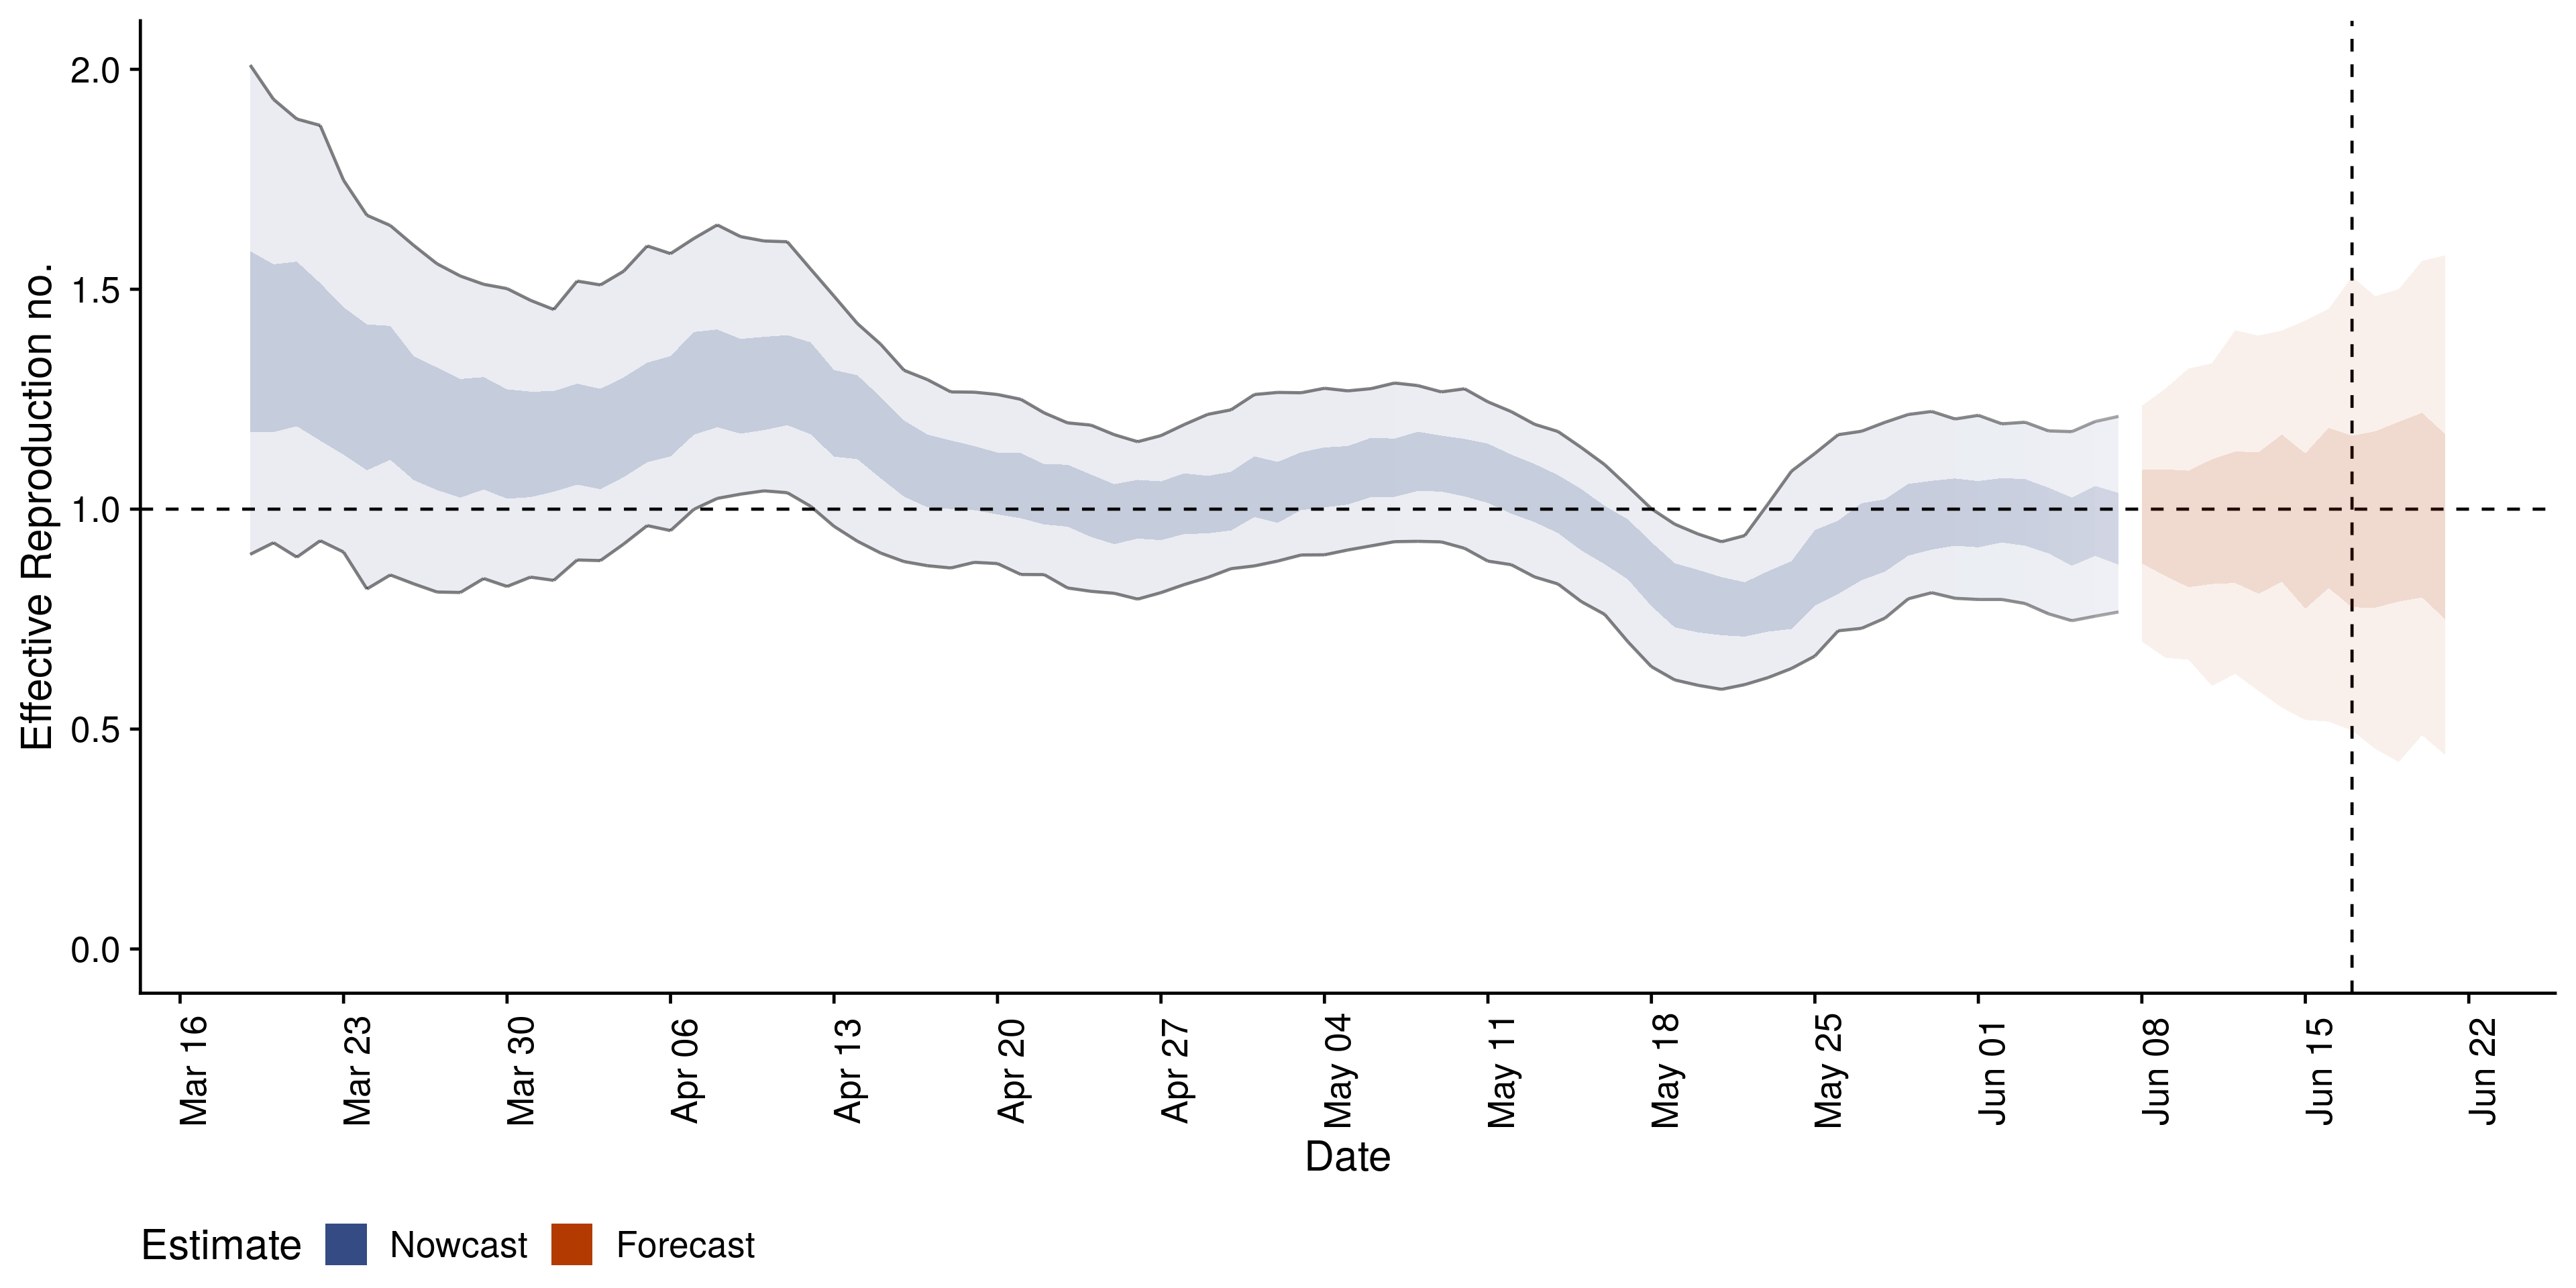 Effective Reproduction no.
2.0
1.5
1.0
0.5
0.0
Mar 16
Mar 23
Mar 30
Apr 06
Apr 13
Apr 20
Apr 27
May 04
May 11
May 18
May 25
Jun 01
Jun 08
Jun 15
Jun 22
Date
Estimate Nowcast Forecast